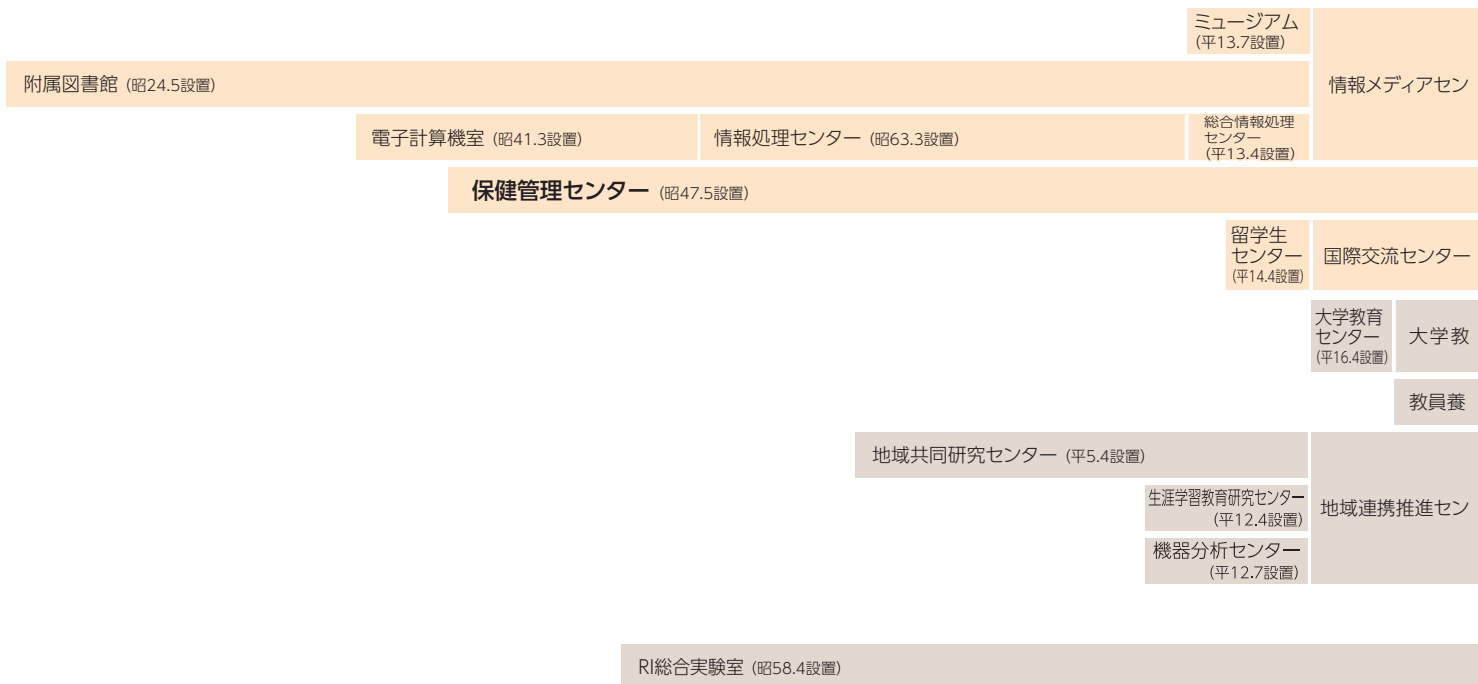 ミュージアム
(平13.7設置)
附属図書館 (昭24.5設置)
情報メディアセン
電子計算機室 (昭41.3設置)
情報処理センター (昭63.3設置)
総合情報処理
センター
(平13.4設置)
保健管理センター (昭47.5設置)
留学生
センター
(平14.4設置)
国際交流センター
大学教育
センター
(平16.4設置)
大学教
教員養
地域共同研究センター (平5.4設置)
生涯学習教育研究センター
(平12.4設置)
地域連携推進セン
機器分析センター
(平12.7設置)
RI総合実験室 (昭58.4設置)